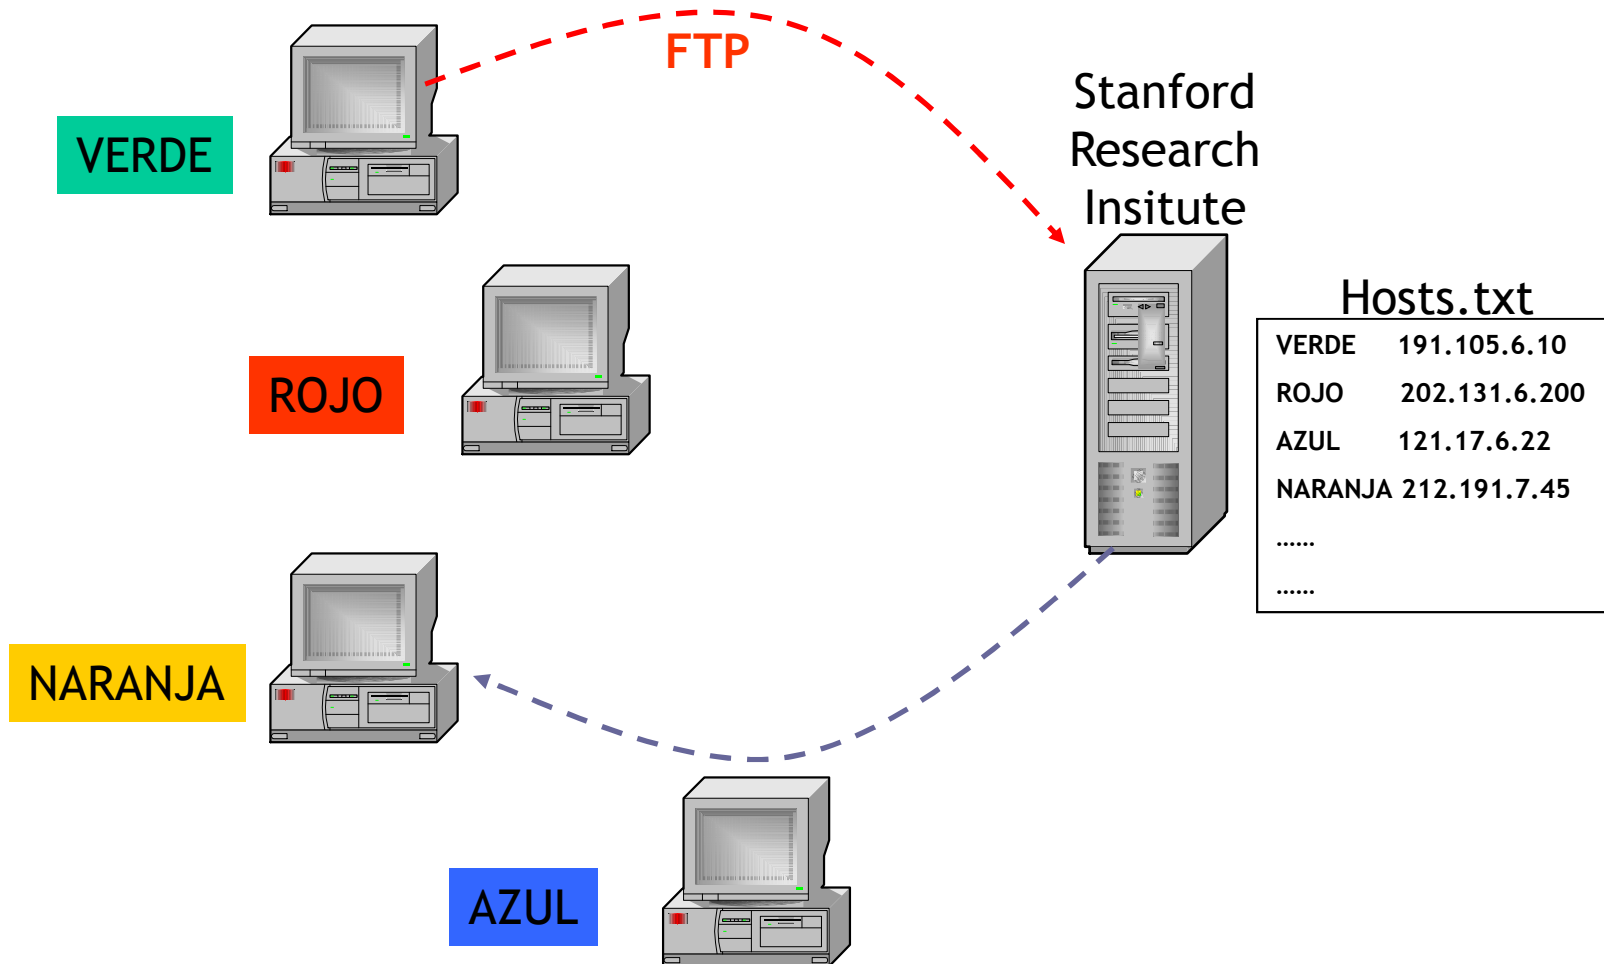 FTP
Stanford
Research
Insitute
VERDE
Hosts.txt
VERDE 191.105.6.10
ROJO 202.131.6.200
AZUL 121.17.6.22
NARANJA 212.191.7.45
......
......
ROJO
NARANJA
AZUL